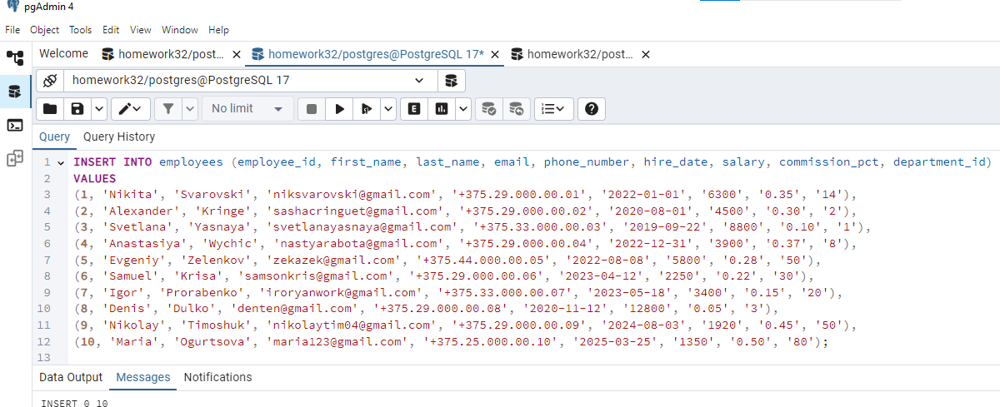 pgAdmin 4
File Object Tools Edit View Window Help
Welcome homework32/post... homework32/postgres@PostgreSQL 17* homework32/post...
homework32/postgres@PostgreSQL 17
No limit E
Query Query History
1 INSERT INTO employees (employee_id, first_name, last_name, email, phone_number, hire_date, salary, commission_pct, department_id)
2 VALUES
3 (1, 'Nikita', 'Svarovski', 'niksvarovski@gmail.com', '+375.29.000.00.01', '2022-01-01', '6300', '0.35', '14'),
4 (2, 'Alexander', 'Kringe', 'sashacringuet@gmail.com', '+375.29.000.00.02', '2020-08-01', '4500', '0.30', '2'),
5 (3, 'Svetlana', 'Yasnaya', 'svetlanayasnaya@gmail.com', '+375.33.000.00.03', '2019-09-22', '8800', '0.10', '1'),
6 (4, 'Anastasiya', 'Wychic', 'nastyarabota@gmail.com', '+375.29.000.00.04', '2022-12-31', '3900', '0.37', '8'),
7 (5, 'Evgeniy', 'Zelenkov', 'zekazek@gmail.com', '+375.44.000.00.05', '2022-08-08', '5800', '0.28', '50'),
8 (6, 'Samuel', 'Krisa', 'samsonkris@gmail.com', '+375.29.000.00.06', '2023-04-12', '2250', '0.22', '30'),
9 (7, 'Igor', 'Prorabenko', 'iroryanwork@gmail.com', '+375.33.000.00.07', '2023-05-18', '3400', '0.15', '20'),
10 (8, 'Denis', 'Dulko', 'denten@gmail.com', '+375.29.000.00.08', '2020-11-12', '12800', '0.05', '3'),
11 (9, 'Nikolay', 'Timoshuk', 'nikolaytim04@gmail.com', '+375.29.000.00.09', '2024-08-03', '1920', '0.45', '50'),
12 (10, 'Maria', 'Ogurtsova', 'maria123@gmail.com', '+375.25.000.00.10', '2025-03-25', '1350', '0.50', '80');
13
Data Output Messages Notifications
INSERT 0 10